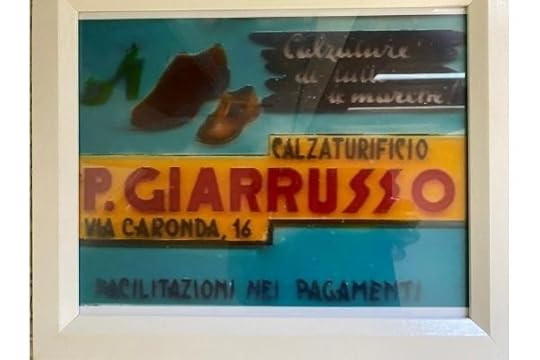 Calzature
di tutte
le marche
CALZATURIFICIO
P. GIARRUSSO
VIA CARONDA, 16
FACILITAZIONI NEI PAGAMENTI